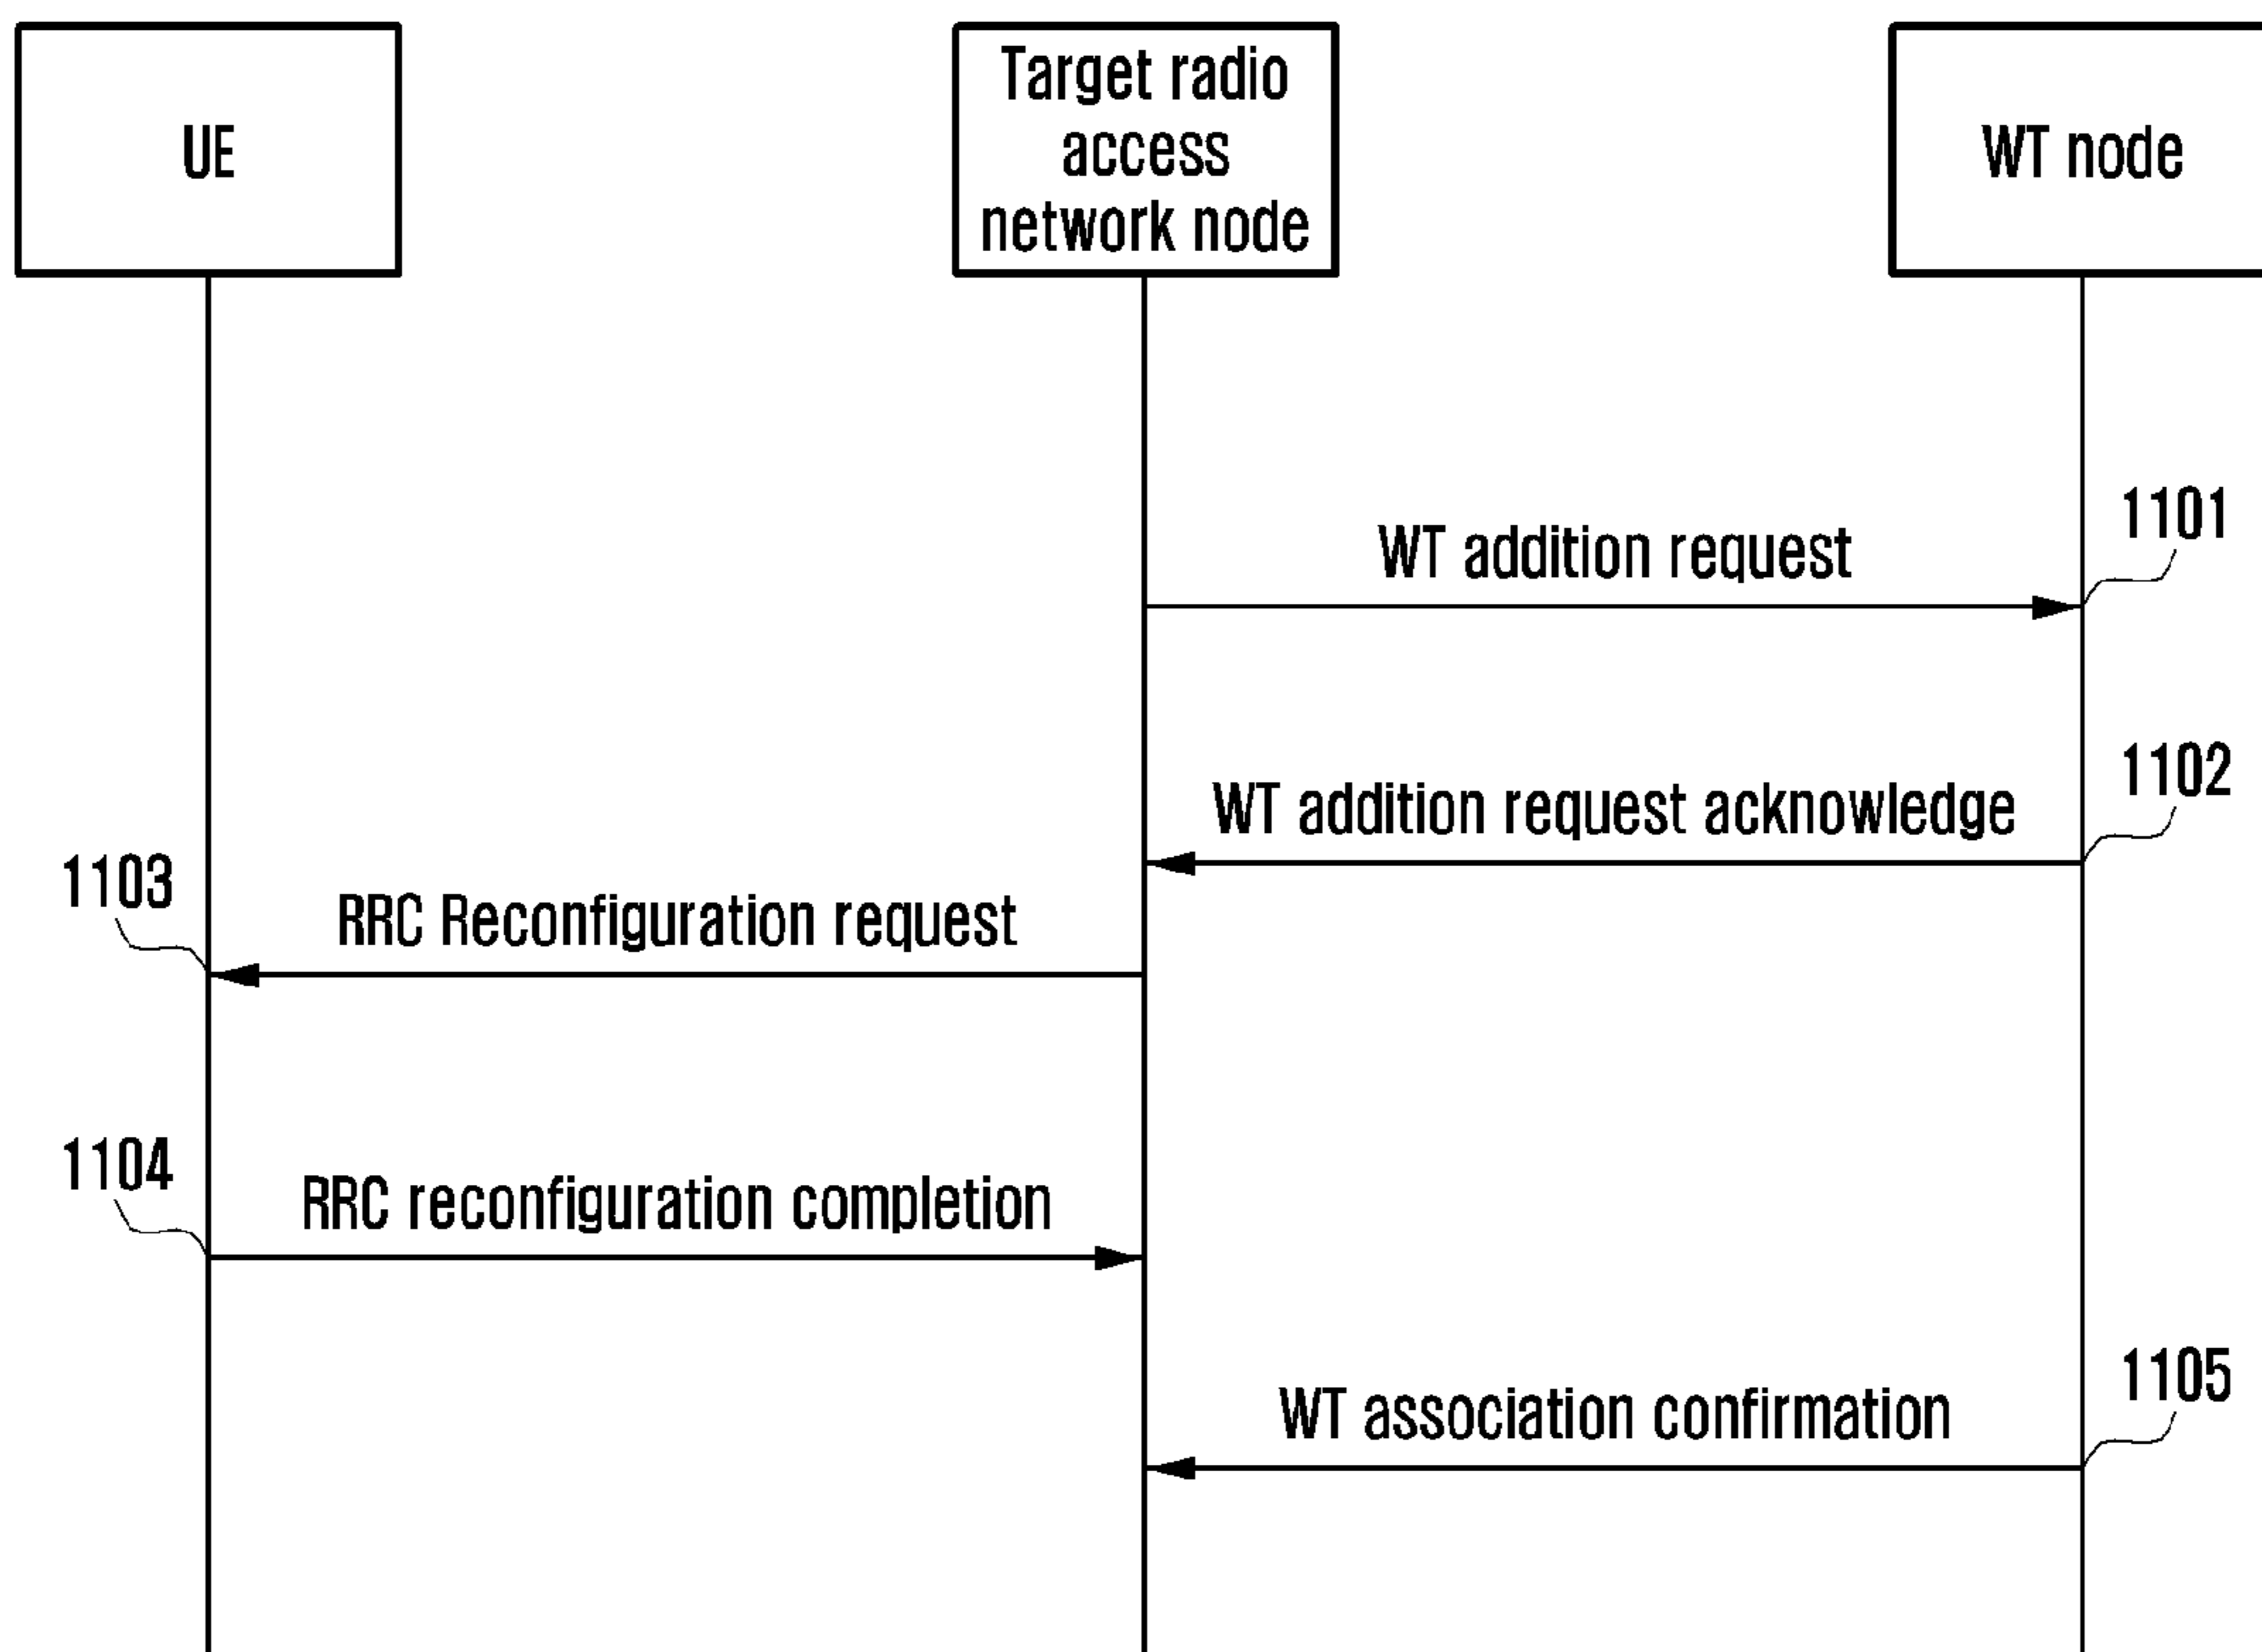 UE
Target radio
access
network node
WT node
1101
WT addition request
1102
WT addition request acknowledge
1103
RRC Reconfiguration request
1104
RRC reconfiguration completion
1105
WT association confirmation